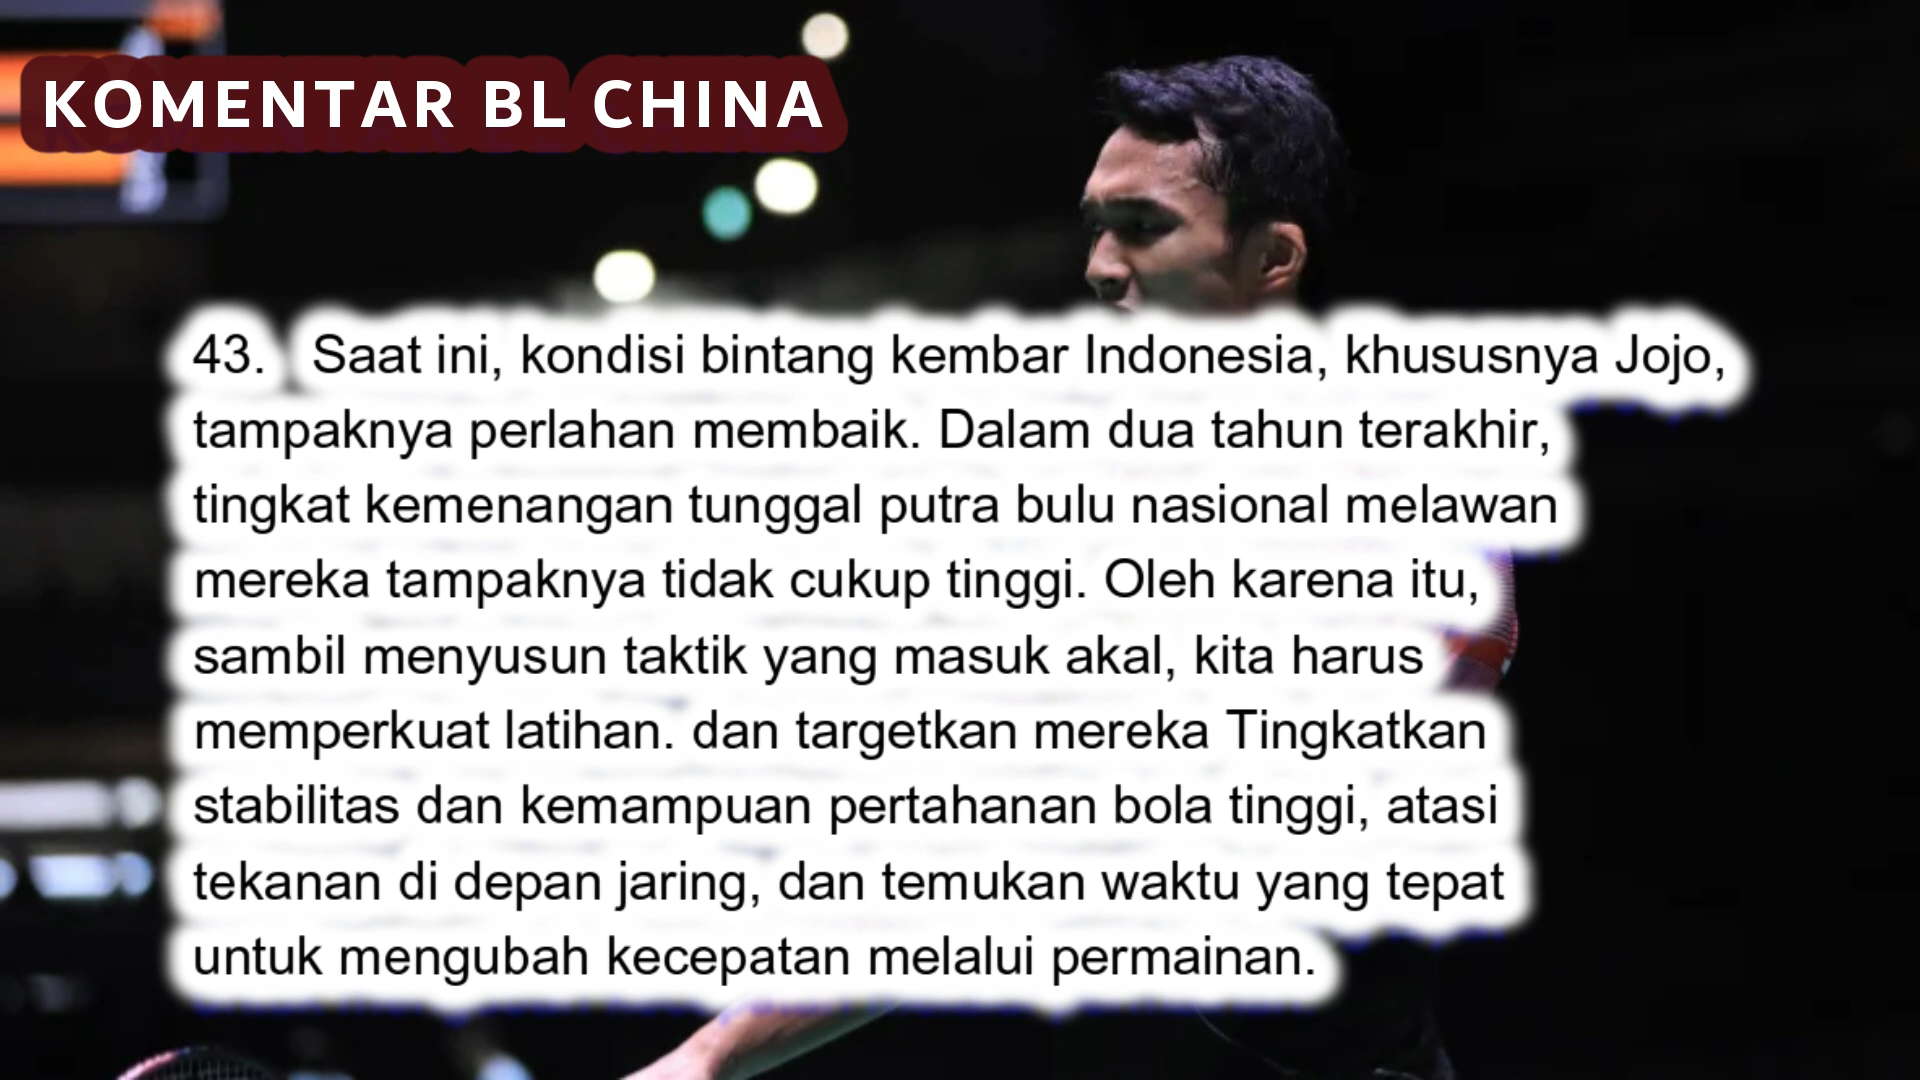 KOMENTAR BL CHINA
43. Saat ini, kondisi bintang kembar Indonesia, khususnya Jojo,
tampaknya perlahan membaik. Dalam dua tahun terakhir,
tingkat kemenangan tunggal putra bulu nasional melawan
mereka tampaknya tidak cukup tinggi. Oleh karena itu,
sambil menyusun taktik yang masuk akal, kita harus
memperkuat latihan. dan targetkan mereka Tingkatkan
stabilitas dan kemampuan pertahanan bola tinggi, atasi
tekanan di depan jaring, dan temukan waktu yang tepat
untuk mengubah kecepatan melalui permainan.